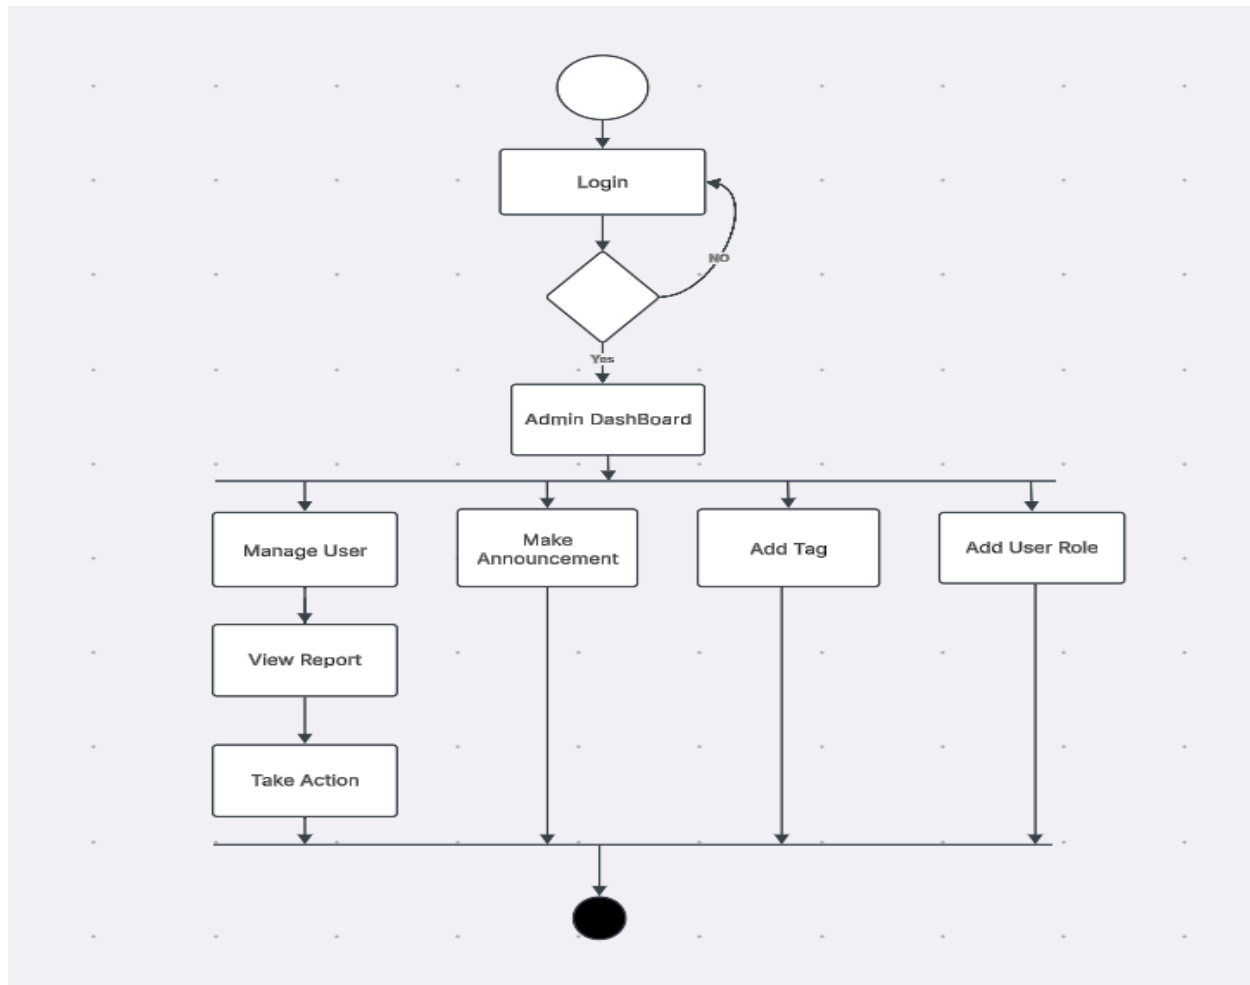 Login
NO
Yes
Admin DashBoard
Manage User
Make
Announcement
Add Tag
Add User Role
View Report
Take Action